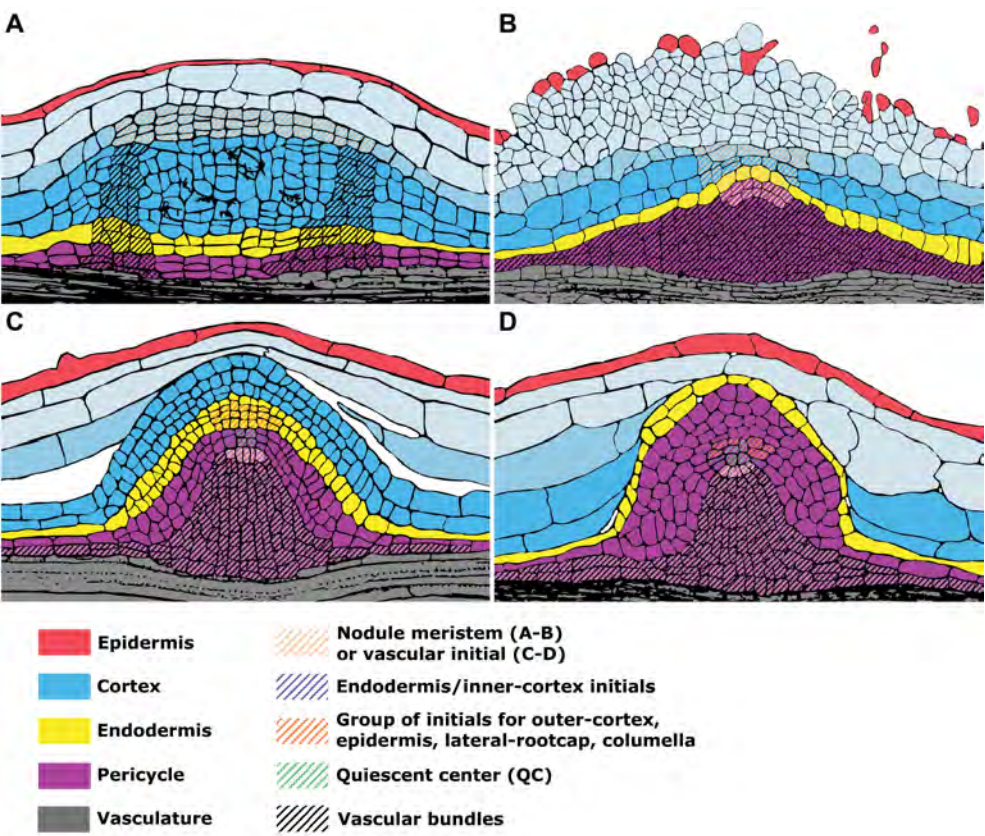 A
B
C
D
Epidermis
Cortex
Endodermis
Pericycle
Vasculature
Nodule meristem (A-B)
or vascular initial (C-D)
Endodermis/inner-cortex initials
Group of initials for outer-cortex,
epidermis, lateral-rootcap, columella
Quiescent center (QC)
Vascular bundles